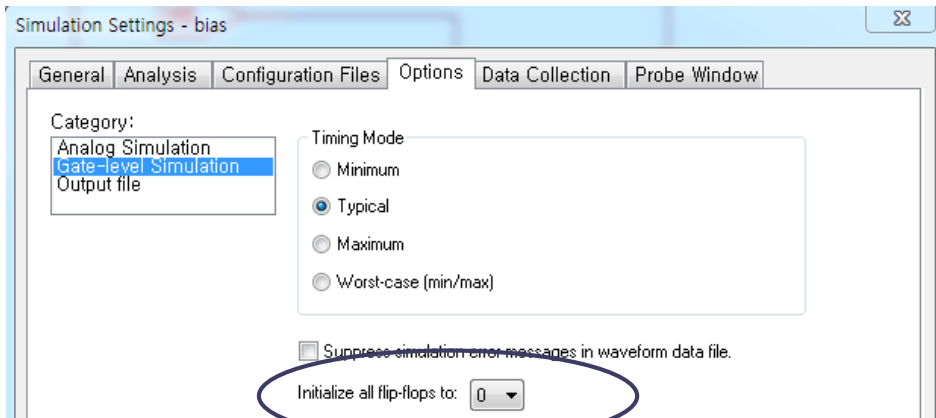 Simulation Settings - bias
General Analysis Configuration Files Options Data Collection Probe Window
Category:
Analog Simulation
Gate-level Simulation
Output file
Timing Mode
Minimum
Typical
Maximum
Worst-case (min/max)
Suppress simulation error messages in waveform data file.
Initialize all flip-flops to: 0